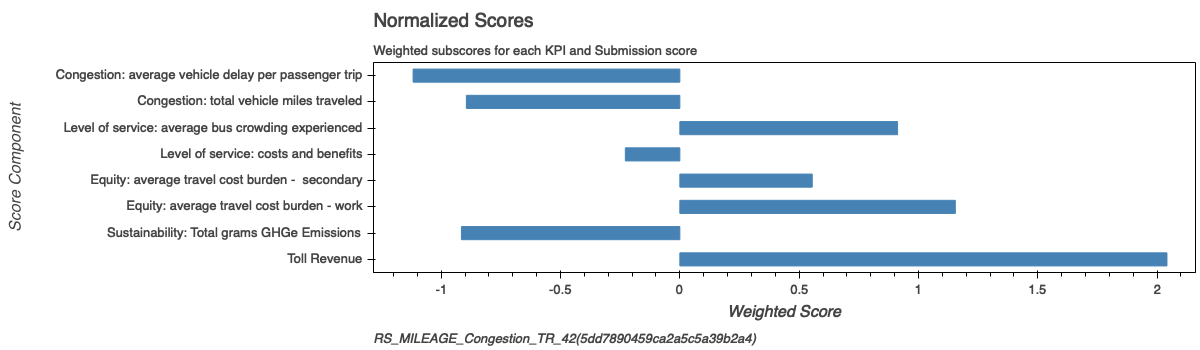 Normalized Scores
Weighted subscores for each KPI and Submission score
Score Component
Congestion: average vehicle delay per passenger trip
Congestion: total vehicle miles traveled
Level of service: average bus crowding experienced
Level of service: costs and benefits
Equity: average travel cost burden -  secondary
Equity: average travel cost burden - work
Sustainability: Total grams GHGe Emissions
Toll Revenue
-1 -0.5 0 0.5 1 1.5 2
Weighted Score
RS_MILEAGE_Congestion_TR_42(5dd7890459ca2a5c5a39b2a4)